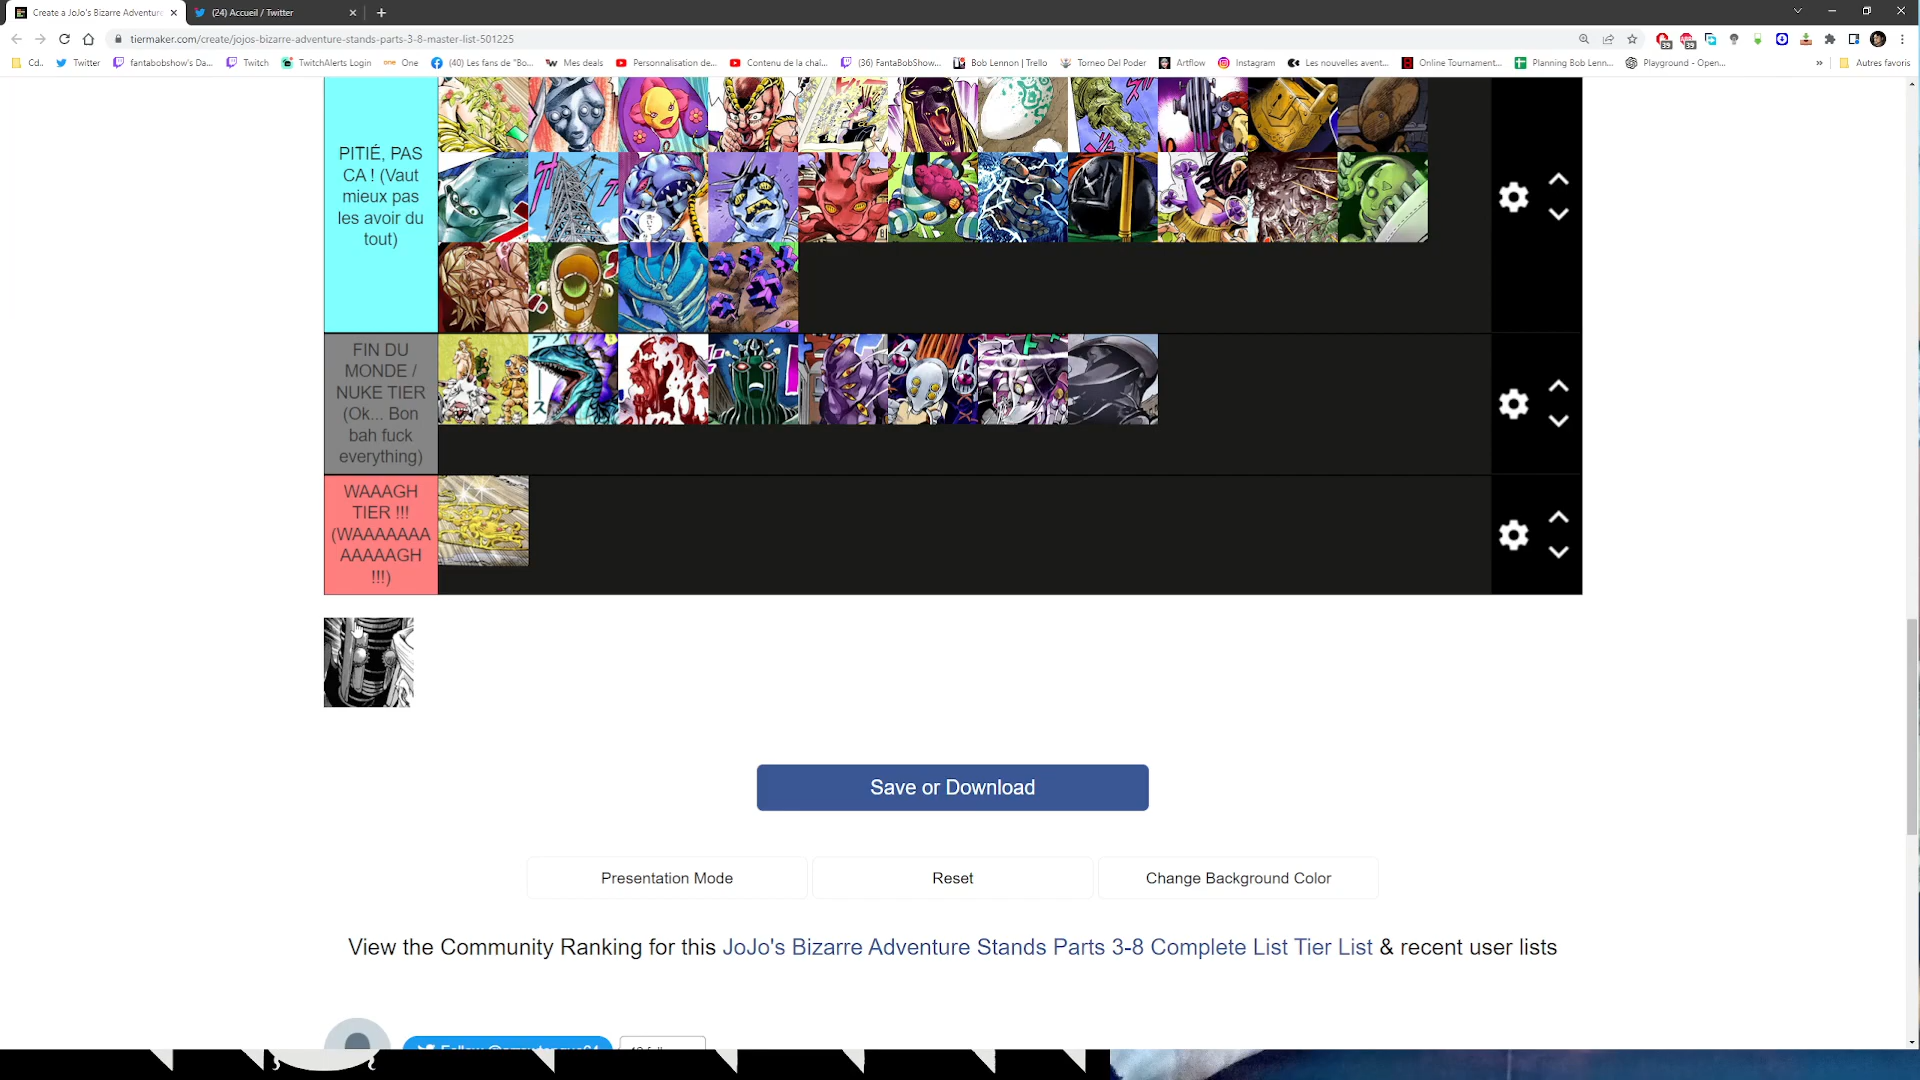 Create a JoJo's Bizarre Adventure
(24) Accueil / Twitter
tiermaker.com/create/jojos-bizarre-adventure-stands-parts-3-8-master-list-501225
39
39
Cd..
Twitter
fantabobshow's Da...
Twitch
TwitchAlerts Login
One
(40) Les fans de "Bo...
Mes deals
Personnalisation de...
Contenu de la chaî...
(36) FantaBobShow...
Bob Lennon | Trello
Torneo Del Poder
Artflow
Instagram
Les nouvelles avent...
Online Tournament...
Planning Bob Lenn...
Playground - Open...
»
Autres favoris
PITIÉ, PAS
CA ! (Vaut
mieux pas
les avoir du
tout)
FIN DU
MONDE /
NUKE TIER
(Ok... Bon
bah fuck
everything)
WAAAGH
TIER !!!
(WAAAAAAA
AAAAAGH
!!!)
Save or Download
Presentation Mode
Reset
Change Background Color
View the Community Ranking for this JoJo's Bizarre Adventure Stands Parts 3-8 Complete List Tier List & recent user lists